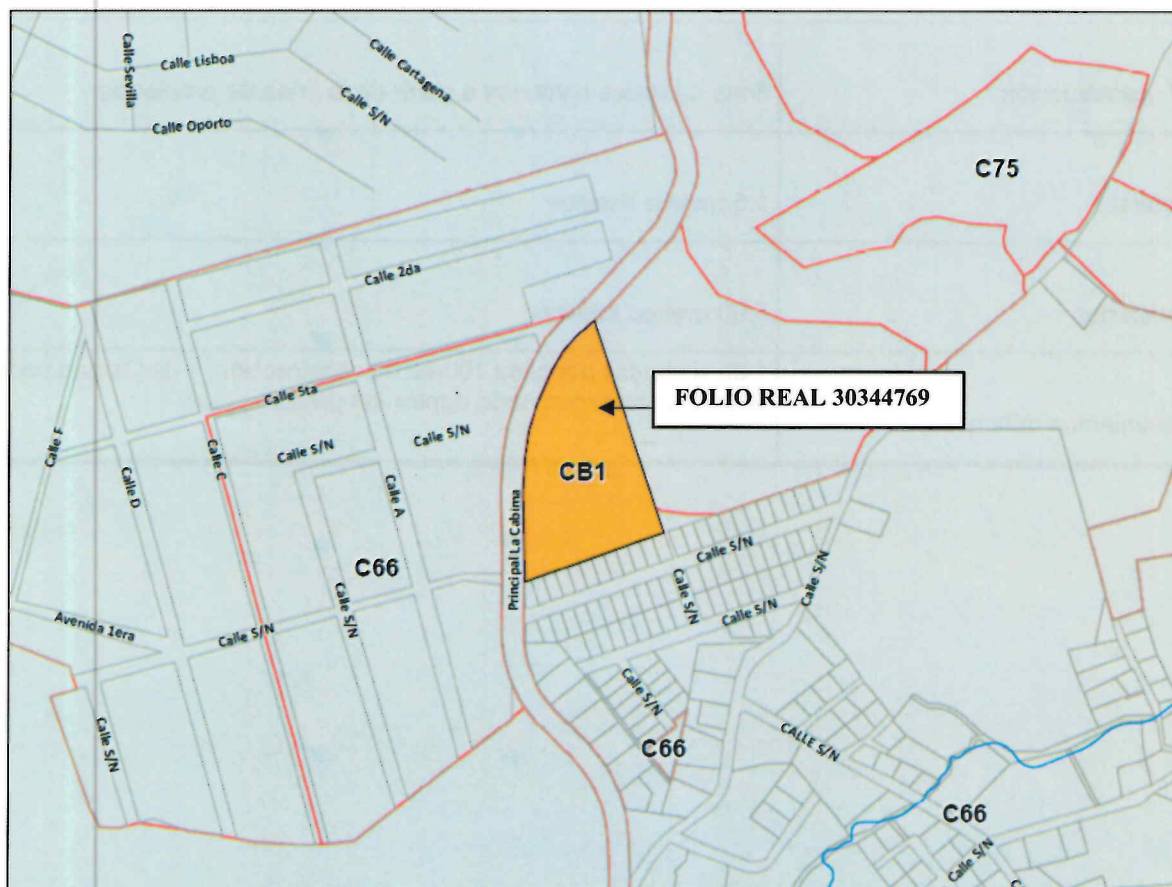 Calle Sevilla
Calle Lisboa
Calle Cartagena
Calle S/N
Calle Oporto
C75
Calle 2da
Calle 5ta
FOLIO REAL 30344769
Calle F
Calle D
Calle C
Calle S/N
Calle S/N
Calle A
CB1
Principal La Cabima
C66
Calle S/N
Calle S/N
Calle S/N
Calle S/N
Calle S/N
Calle S/N
Avenida 1era
Calle S/N
Calle S/N
C66
CALLE S/N
C66
Calle S/N